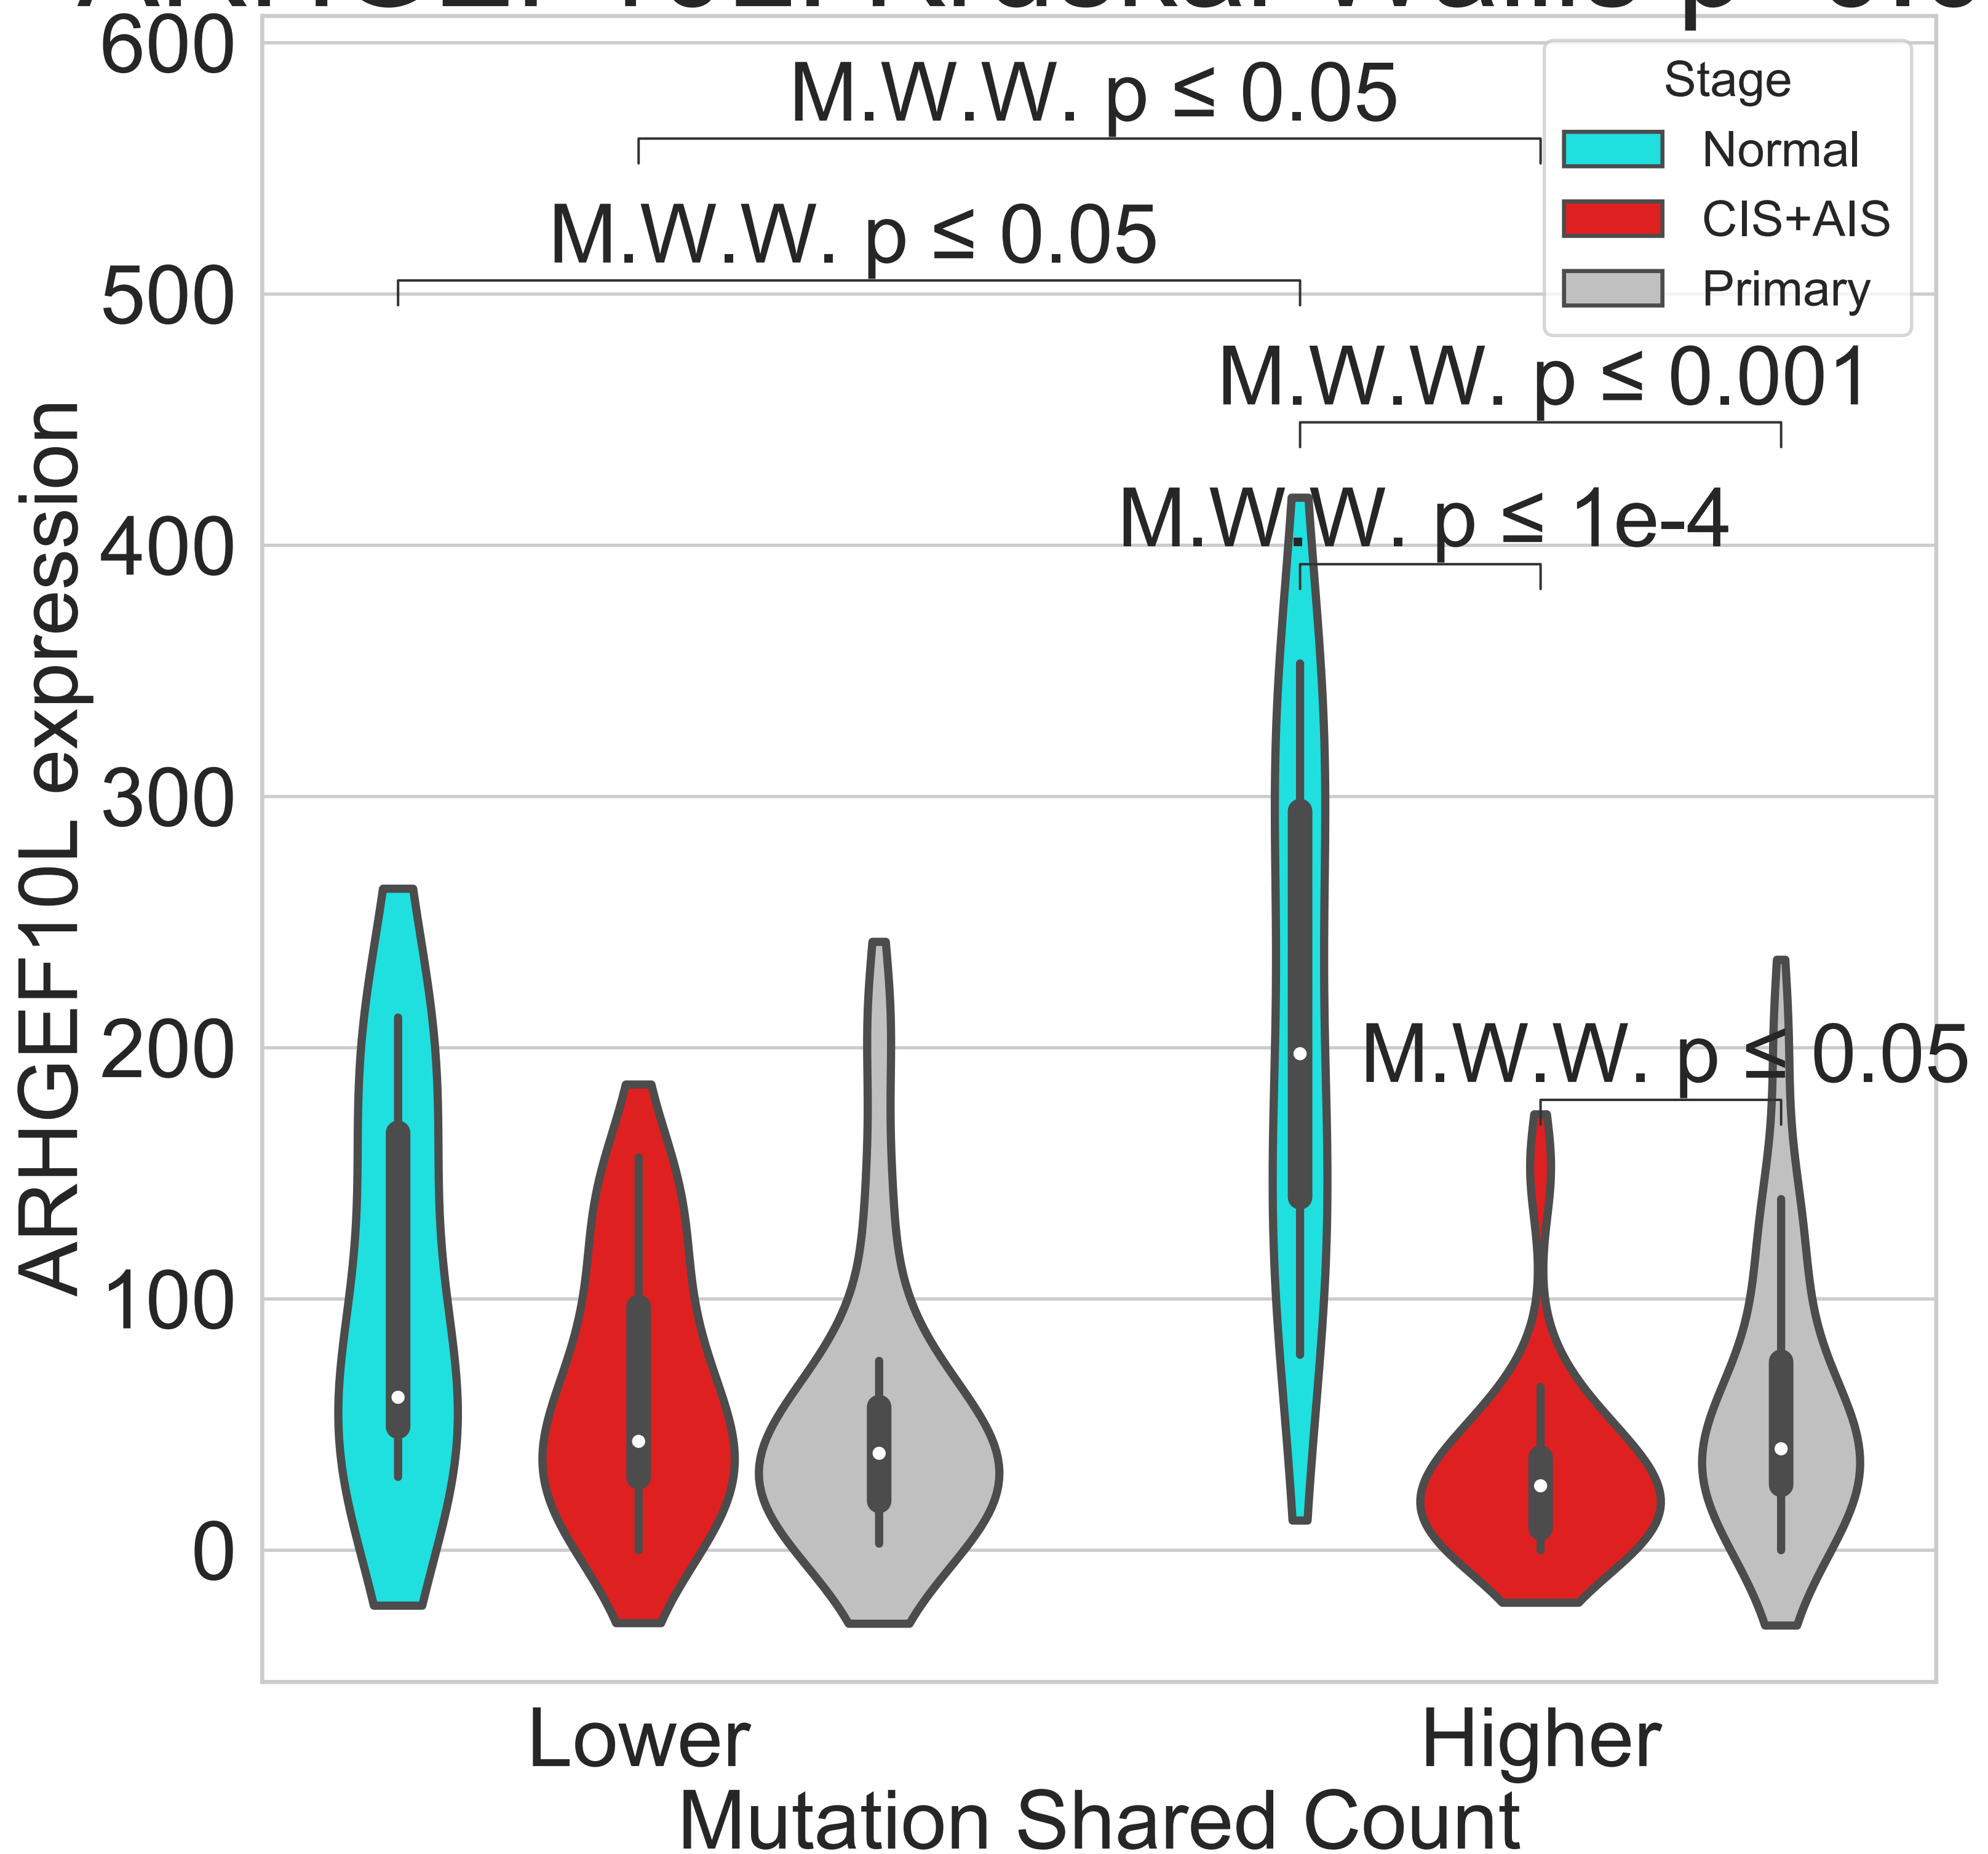 600
500
400
300
200
100
0
ARHGEF10L expression
M.W.W. p ≤ 0.05
M.W.W. p ≤ 0.05
M.W.W. p ≤ 0.001
M.W.W. p ≤ 1e-4
M.W.W. p ≤ 0.05
Stage
Normal
CIS+AIS
Primary
Lower
Higher
Mutation Shared Count